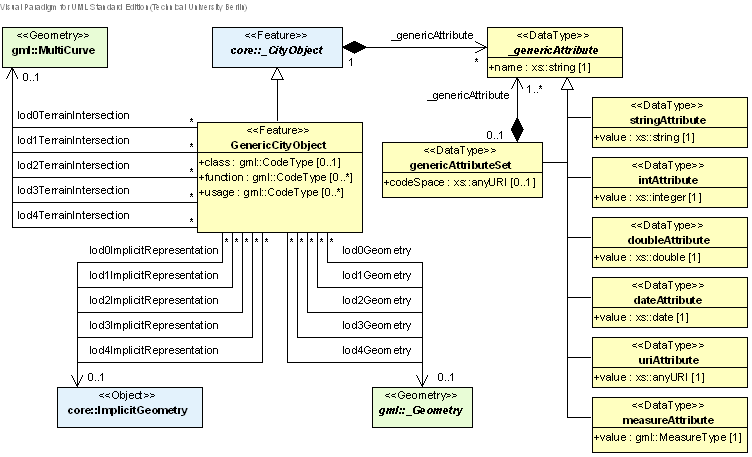 Visual Paradigm for UML Standard Edition(Technical University Berlin)
<<Geometry>>
gml::MultiCurve
<<Feature>>
core::_CityObject
_genericAttribute
1
*
<<DataType>>
_genericAttribute
+name : xs::string [1]
0..1
_genericAttribute
1..*
0..1
<<DataType>>
genericAttributeSet
+codeSpace : xs::anyURI [0..1]
lod0TerrainIntersection
*
lod1TerrainIntersection
*
lod2TerrainIntersection
*
lod3TerrainIntersection
*
lod4TerrainIntersection
*
<<Feature>>
GenericCityObject
+class : gml::CodeType [0..1]
+function : gml::CodeType [0..*]
+usage : gml::CodeType [0..*]
<<DataType>>
stringAttribute
+value : xs::string [1]
<<DataType>>
intAttribute
+value : xs::integer [1]
<<DataType>>
doubleAttribute
+value : xs::double [1]
<<DataType>>
dateAttribute
+value : xs::date [1]
<<DataType>>
uriAttribute
+value : xs::anyURI [1]
<<DataType>>
measureAttribute
+value : gml::MeasureType [1]
* * * * *
* * * * *
lod0ImplicitRepresentation
lod1ImplicitRepresentation
lod2ImplicitRepresentation
lod3ImplicitRepresentation
lod4ImplicitRepresentation
lod0Geometry
lod1Geometry
lod2Geometry
lod3Geometry
lod4Geometry
0..1
0..1
<<Object>>
core::ImplicitGeometry
<<Geometry>>
gml::_Geometry